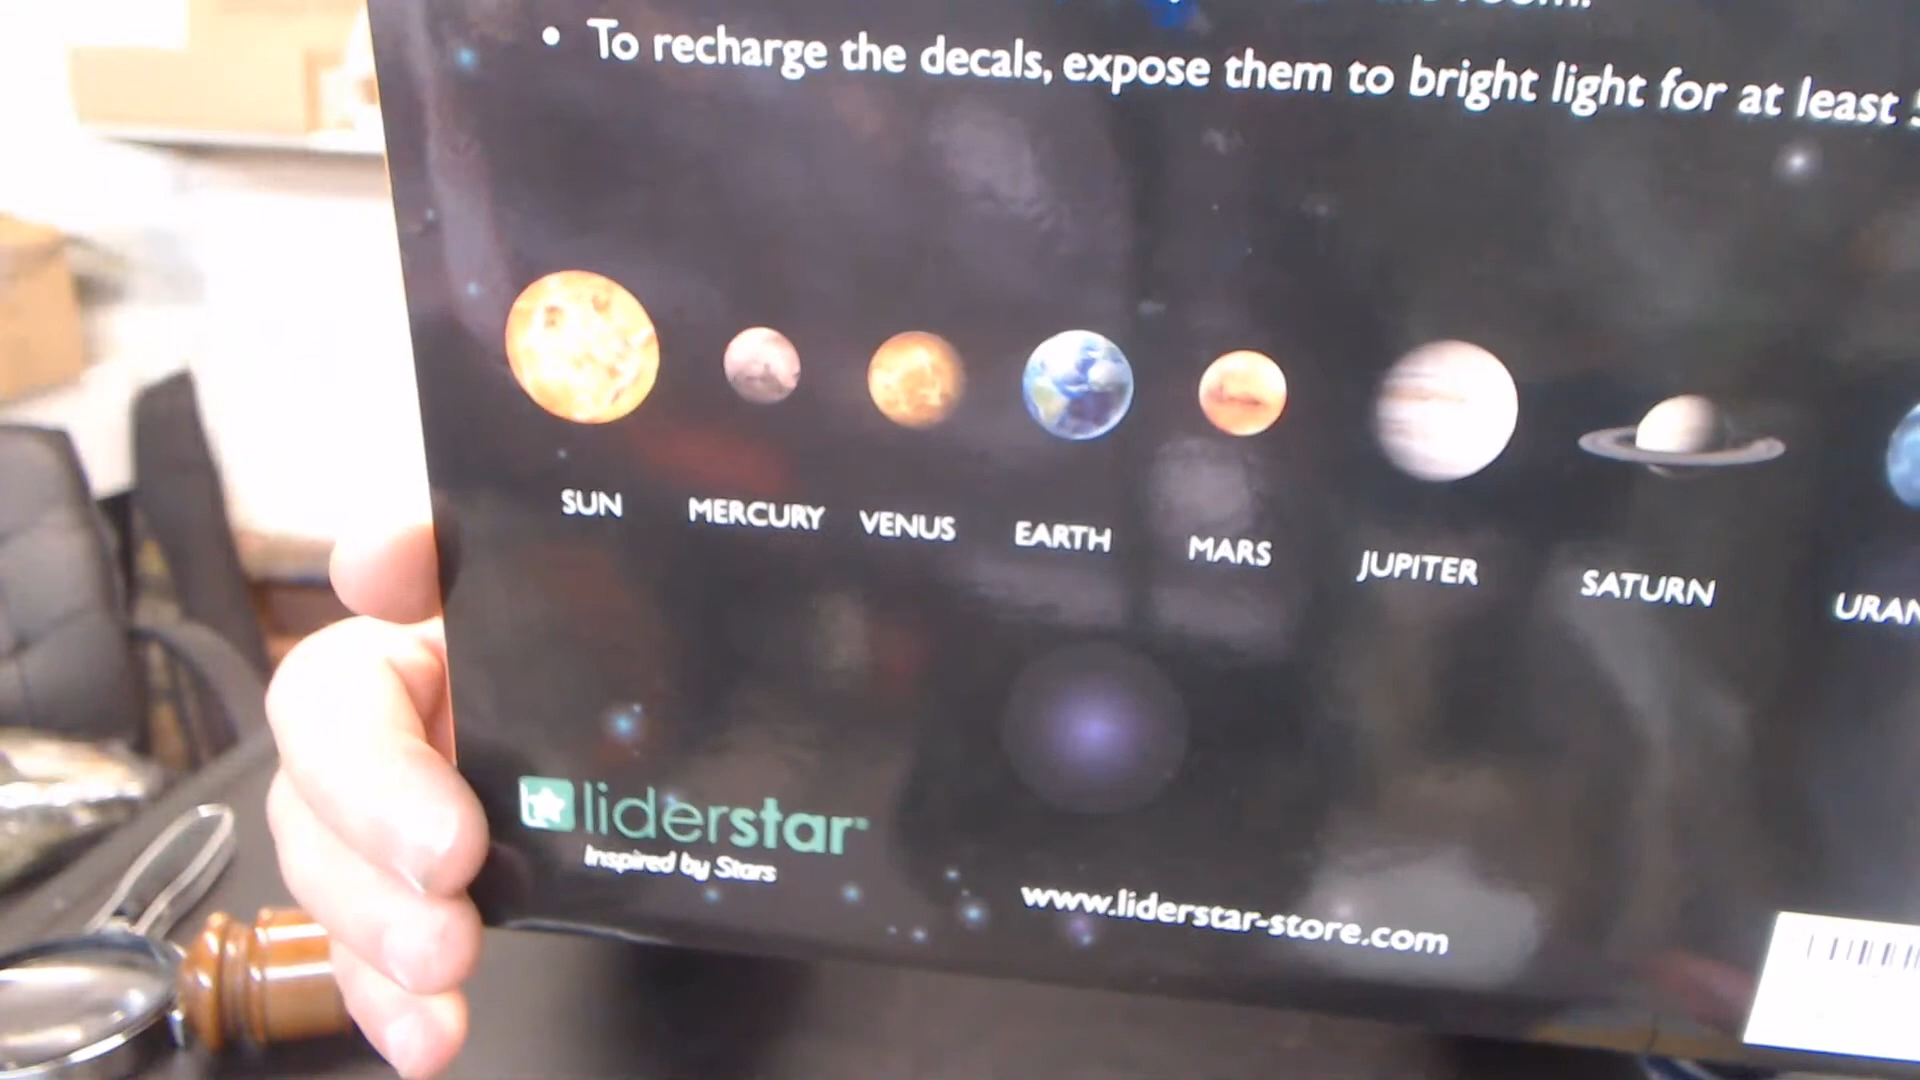 • To recharge the decals, expose them to bright light for at least
SUN MERCURY VENUS EARTH MARS JUPITER SATURN
liderstar
Inspired by Stars
www.liderstar-store.com